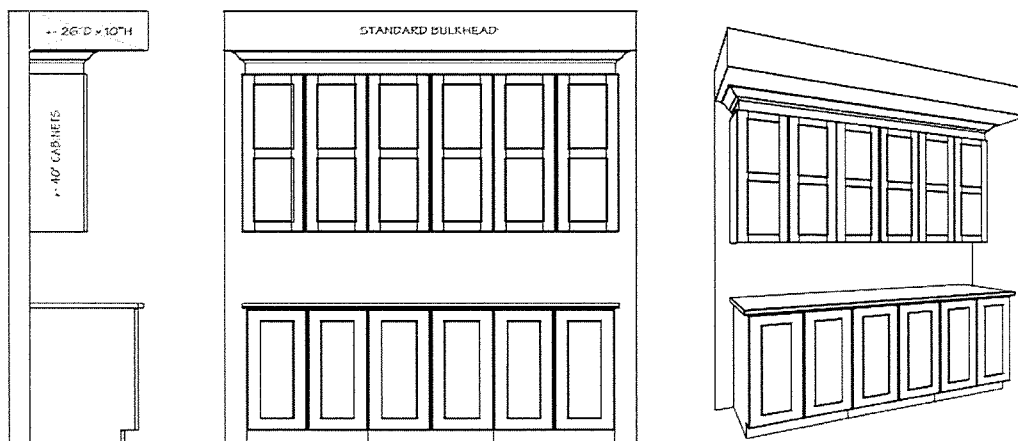 +- 26"D x 10"H
STANDARD BULKHEAD
+- 40" CABINETS